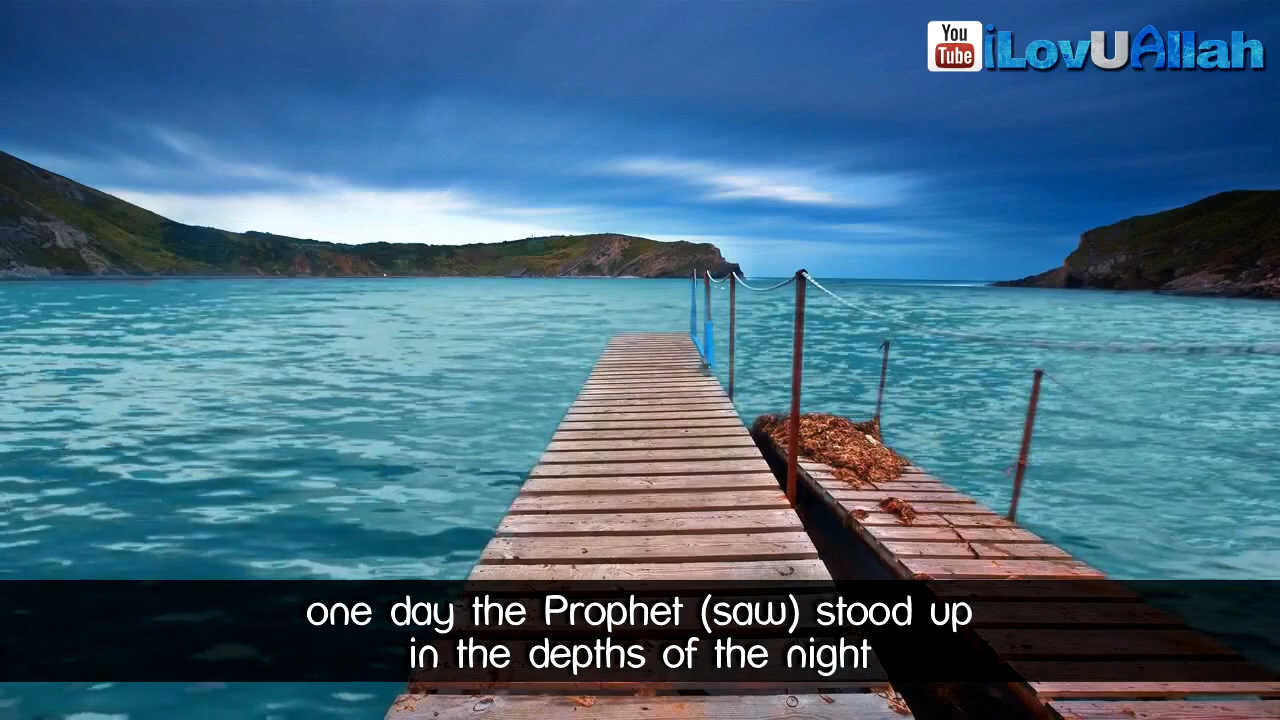 You
Tube
iLovUAllah
one day the Prophet (saw) stood up
in the depths of the night